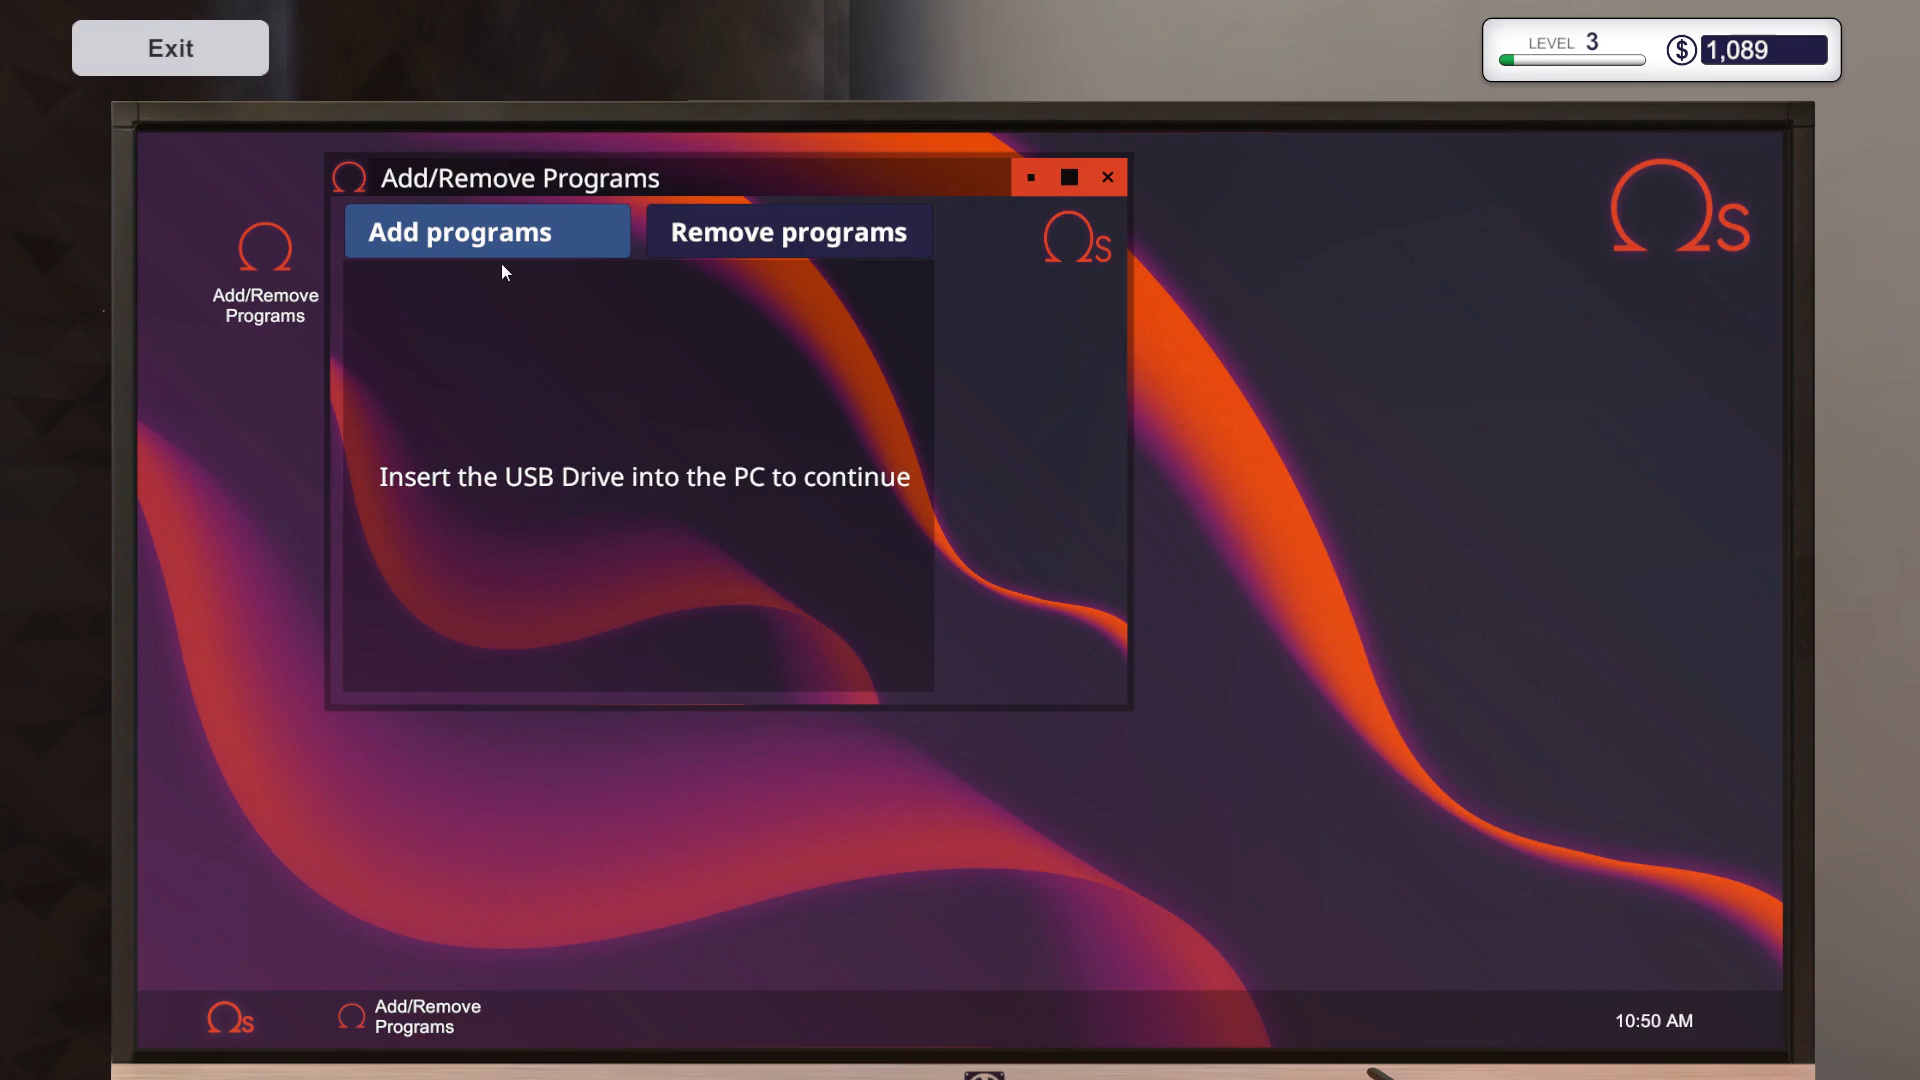 Exit
LEVEL 3
$ 1,089
Add/Remove Programs
Add programs
Remove programs
Ωs
Ωs
Add/Remove
Programs
Insert the USB Drive into the PC to continue
Ωs
Add/Remove
Programs
10:50 AM